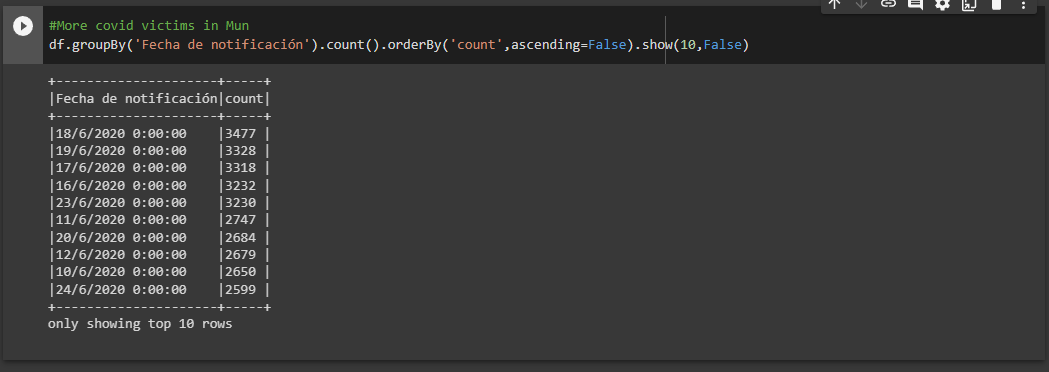 #More covid victims in Mun
df.groupBy('Fecha de notificación').count().orderBy('count',ascending=False).show(10,False)
+---------------------+-----+
|Fecha de notificación|count|
+---------------------+-----+
|18/6/2020 0:00:00    |3477 |
|19/6/2020 0:00:00    |3328 |
|17/6/2020 0:00:00    |3318 |
|16/6/2020 0:00:00    |3232 |
|23/6/2020 0:00:00    |3230 |
|11/6/2020 0:00:00    |2747 |
|20/6/2020 0:00:00    |2684 |
|12/6/2020 0:00:00    |2679 |
|10/6/2020 0:00:00    |2650 |
|24/6/2020 0:00:00    |2599 |
+---------------------+-----+
only showing top 10 rows